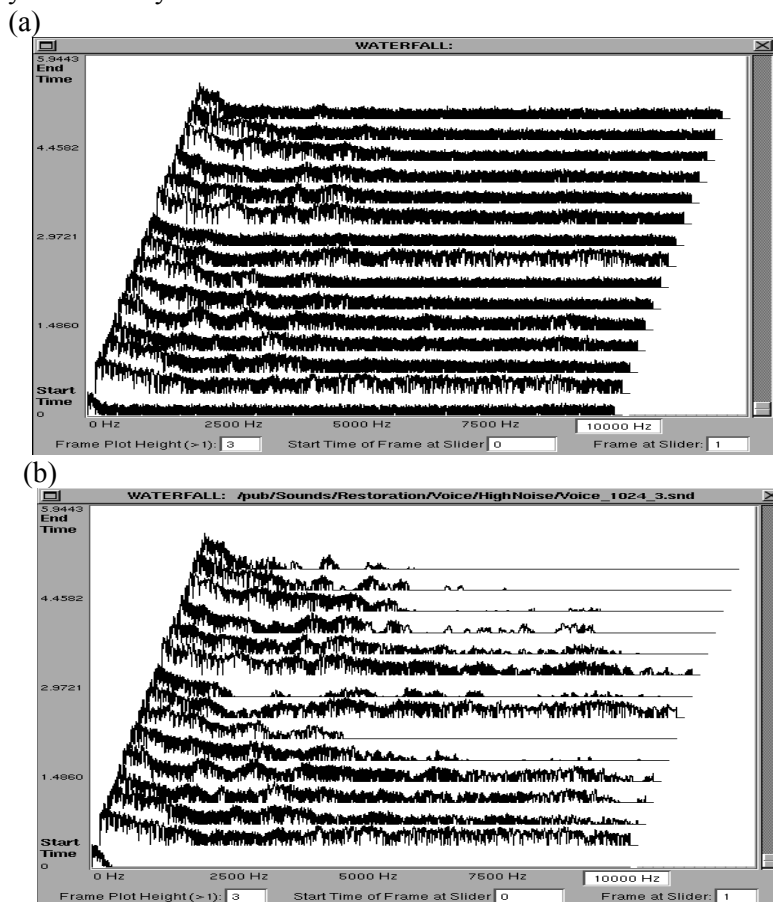 (a)
WATERFALL:
5.9443
End
Time
4.4582
2.9721
1.4860
Start
Time
0
0 Hz 2500 Hz 5000 Hz 7500 Hz 10000 Hz
Frame Plot Height (>1): 3 Start Time of Frame at Slider 0 Frame at Slider: 1
(b)
WATERFALL: /pub/Sounds/Restoration/Voice/HighNoise/Voice_1024_3.snd
5.9443
End
Time
4.4582
2.9721
1.4860
Start
Time
0
0 Hz 2500 Hz 5000 Hz 7500 Hz 10000 Hz
Frame Plot Height (>1): 3 Start Time of Frame at Slider 0 Frame at Slider: 1